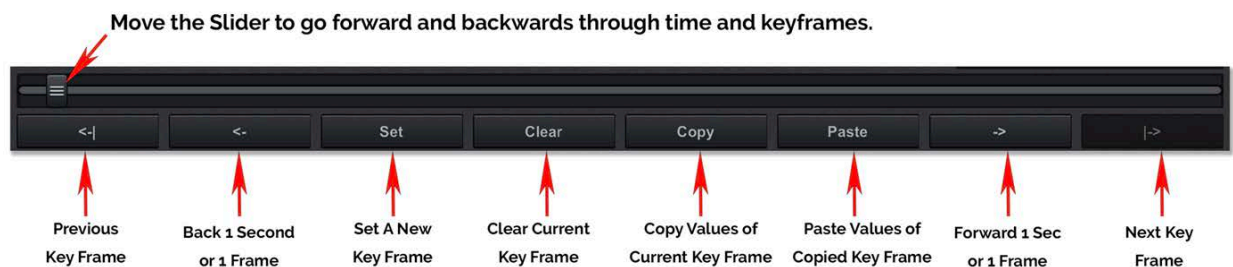 Move the Slider to go forward and backwards through time and keyframes.
<-| <- Set Clear Copy Paste -> |->
Previous Back 1 Second Set A New Clear Current Copy Values of Paste Values of Forward 1 Sec Next Key
Key Frame or 1 Frame Key Frame Key Frame Current Key Frame Copied Key Frame or 1 Frame Frame